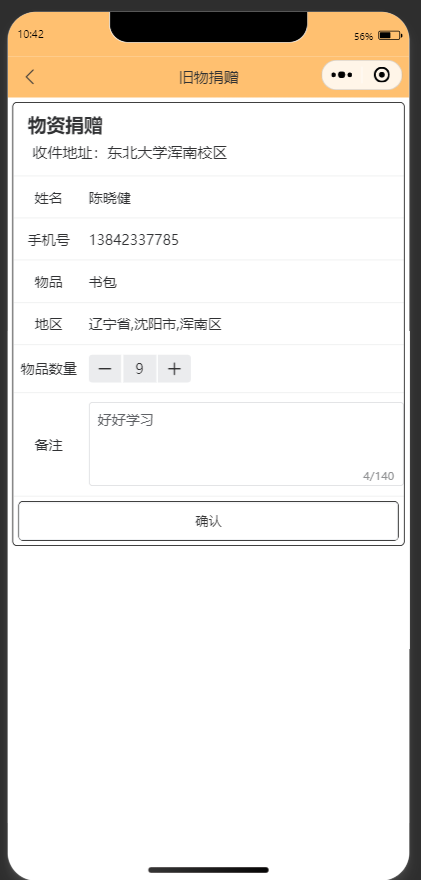 10:42
56%
旧物捐赠
物资捐赠
收件地址：东北大学浑南校区
姓名 陈晓健
手机号 13842337785
物品 书包
地区 辽宁省,沈阳市,浑南区
物品数量 — 9 +
好好学习
备注
4/140
确认